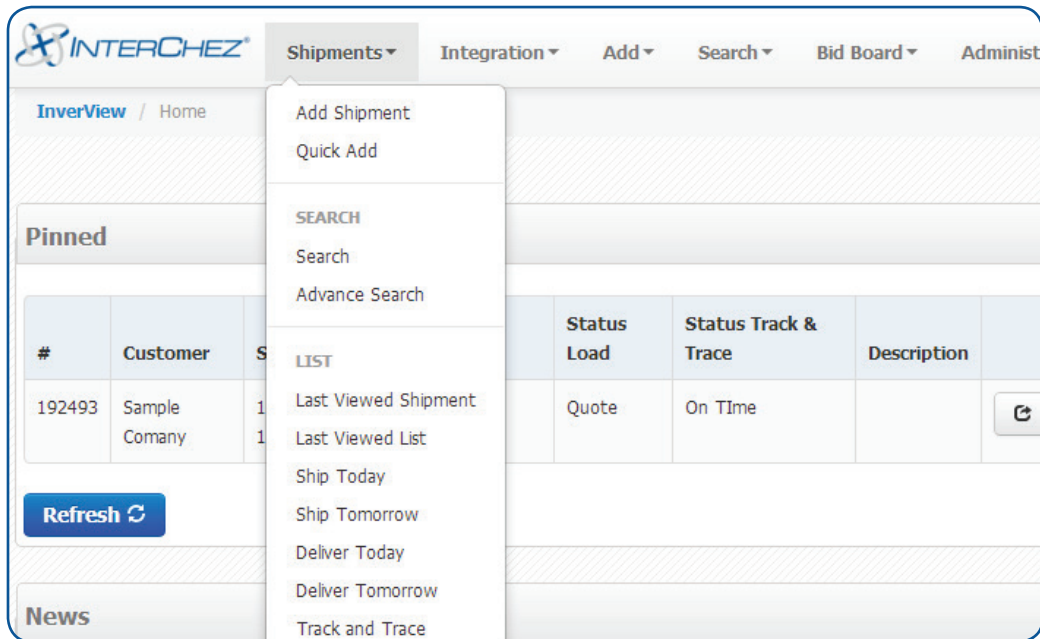 INTERCHEZ®
Shipments Integration Add Search Bid Board Administ
InverView / Home
Add Shipment
Quick Add
SEARCH
Search
Advance Search
LIST
Last Viewed Shipment
Last Viewed List
Ship Today
Ship Tomorrow
Deliver Today
Deliver Tomorrow
Track and Trace
Pinned
# Customer S Status Load Status Track & Trace Description
192493 Sample Comany 1 1 Quote On TIme
Refresh
News